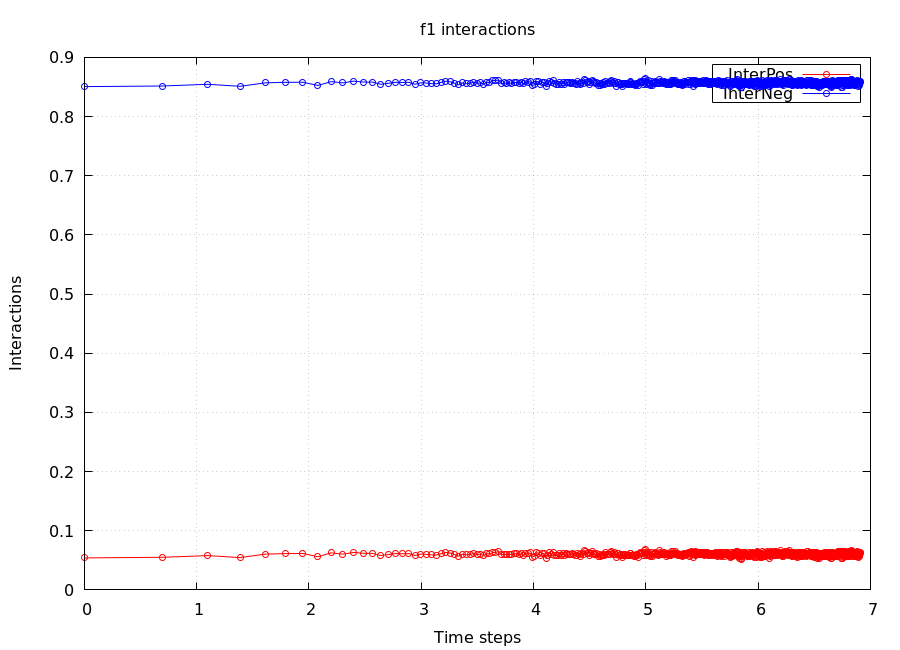 f1 interactions
0.9
0.8
0.7
0.6
0.5
0.4
0.3
0.2
0.1
0
InterPos
InterNeg
Interactions
0 1 2 3 4 5 6 7
Time steps